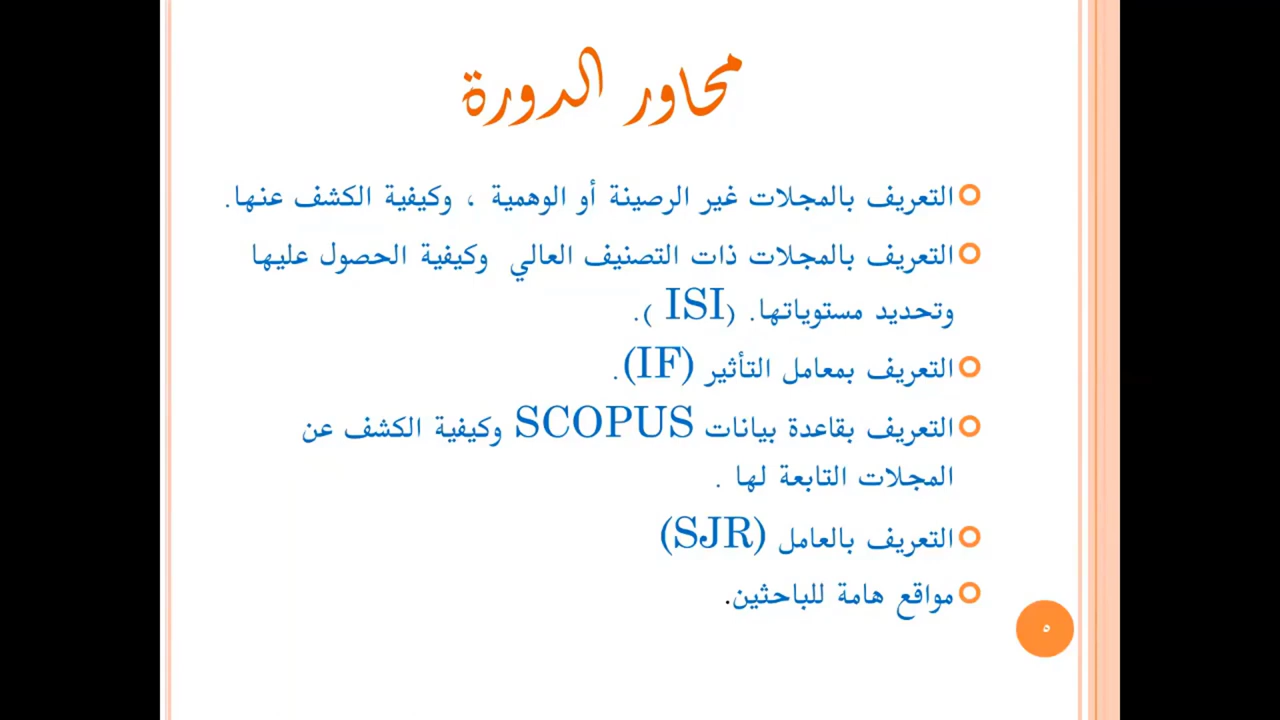 محاور الدورة
التعريف بالمجلات غير الرصينة أو الوهمية ، وكيفية الكشف عنها.
التعريف بالمجلات ذات التصنيف العالي وكيفية الحصول عليها
وتحديد مستوياتها. (ISI ).
التعريف بمعامل التأثير (IF).
التعريف بقاعدة بيانات SCOPUS وكيفية الكشف عن
المجلات التابعة لها .
التعريف بالعامل (SJR)
مواقع هامة للباحثين.
٥